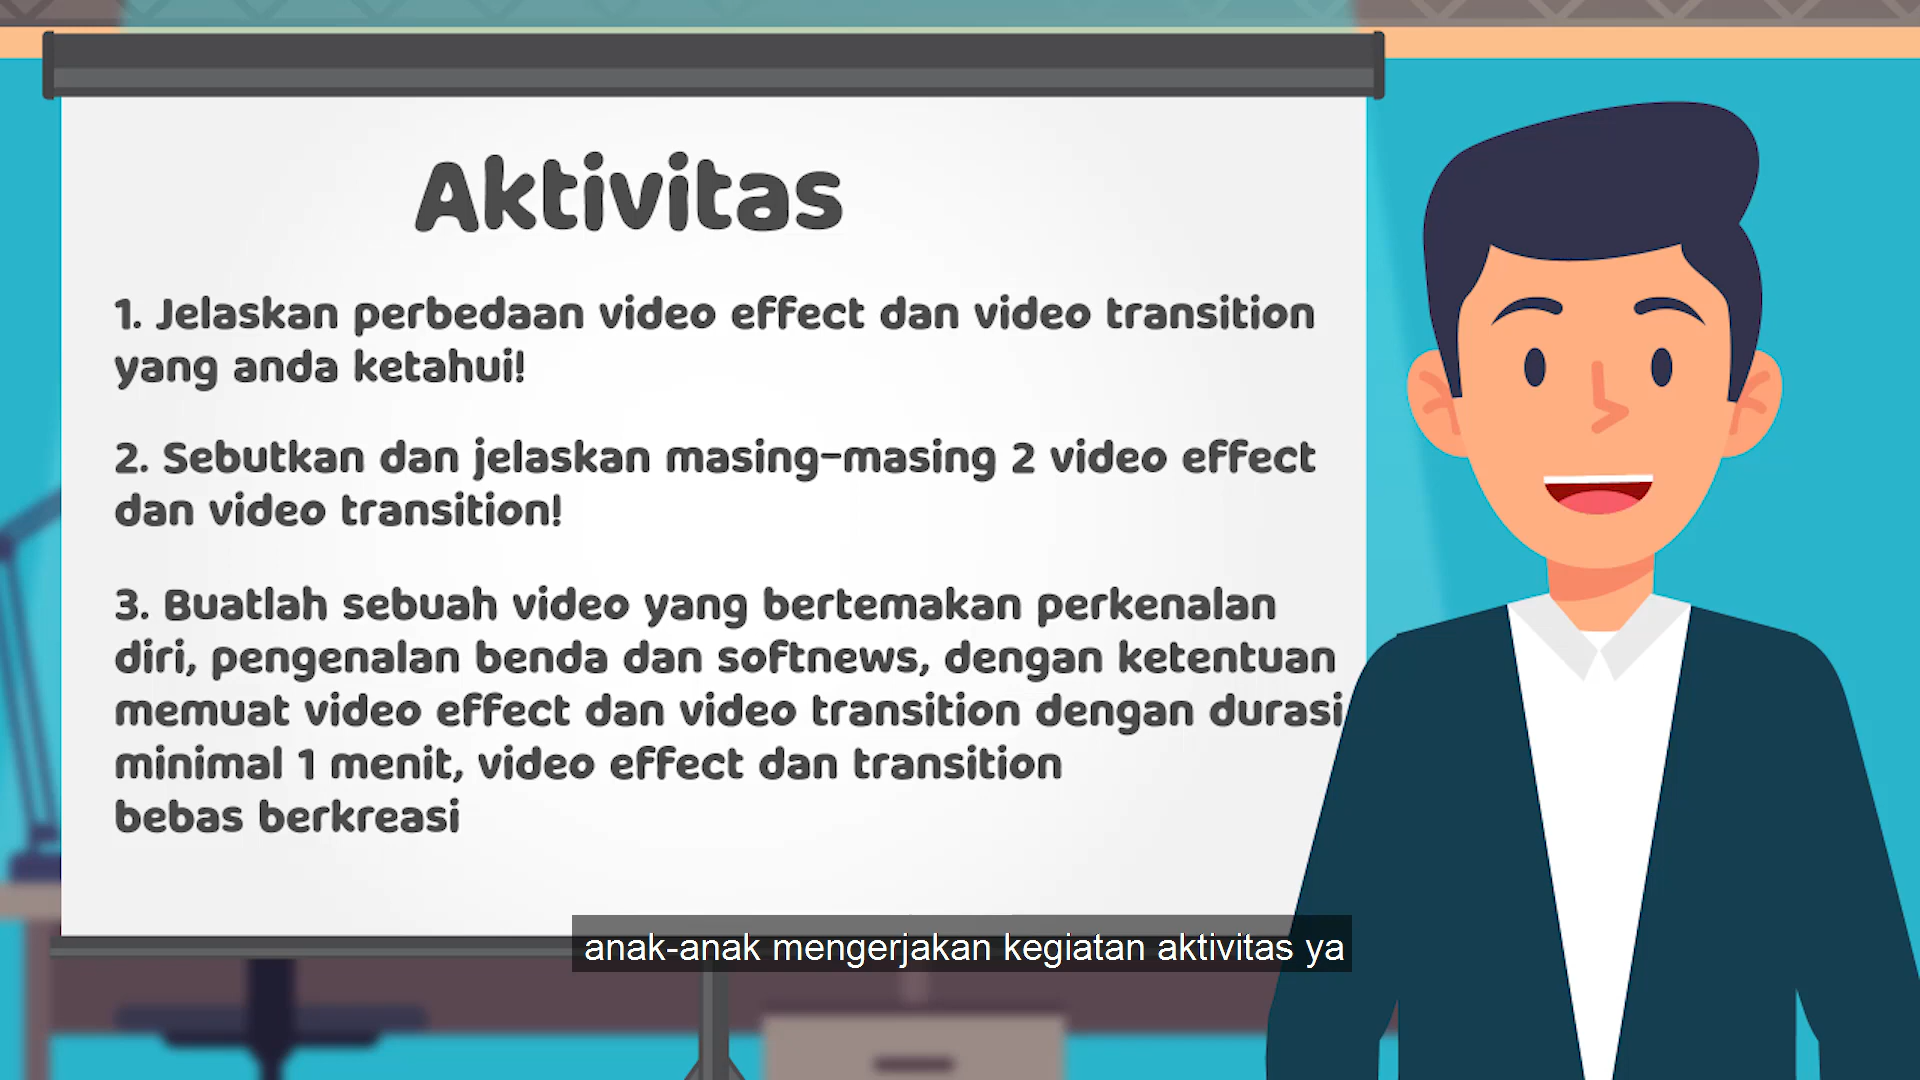 Aktivitas
1. Jelaskan perbedaan video effect dan video transition
yang anda ketahui!
2. Sebutkan dan jelaskan masing-masing 2 video effect
dan video transition!
3. Buatlah sebuah video yang bertemakan perkenalan
diri, pengenalan benda dan softnews, dengan ketentuan
memuat video effect dan video transition dengan durasi
minimal 1 menit, video effect dan transition
bebas berkreasi
anak-anak mengerjakan kegiatan aktivitas ya